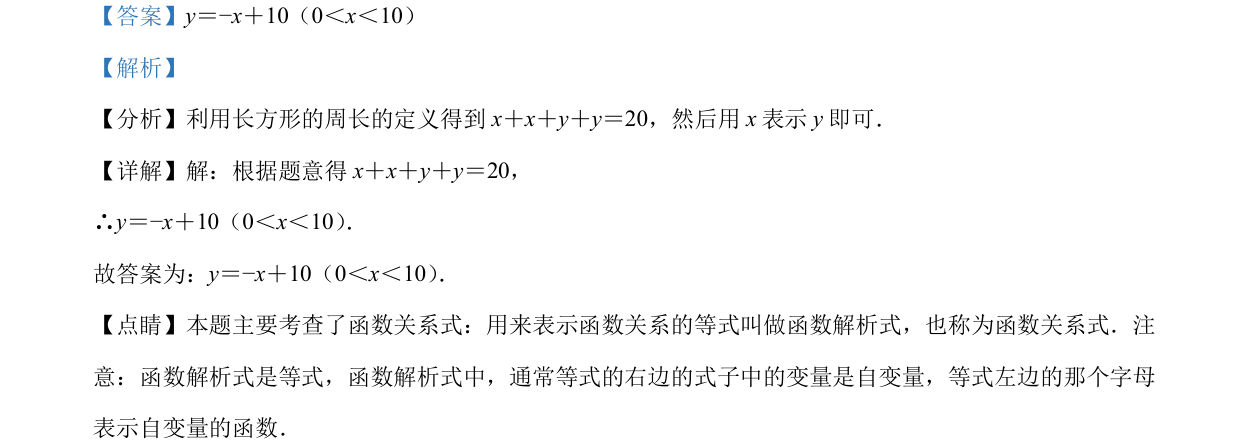 【答案】y＝−x＋10（0＜x＜10）
【解析】
【分析】利用长方形的周长的定义得到 x＋x＋y＋y＝20，然后用 x 表示 y 即可．
【详解】解：根据题意得 x＋x＋y＋y＝20，
∴y＝−x＋10（0＜x＜10）．
故答案为：y＝−x＋10（0＜x＜10）．
【点睛】本题主要考查了函数关系式：用来表示函数关系的等式叫做函数解析式，也称为函数关系式．注
意：函数解析式是等式，函数解析式中，通常等式的右边的式子中的变量是自变量，等式左边的那个字母
表示自变量的函数．